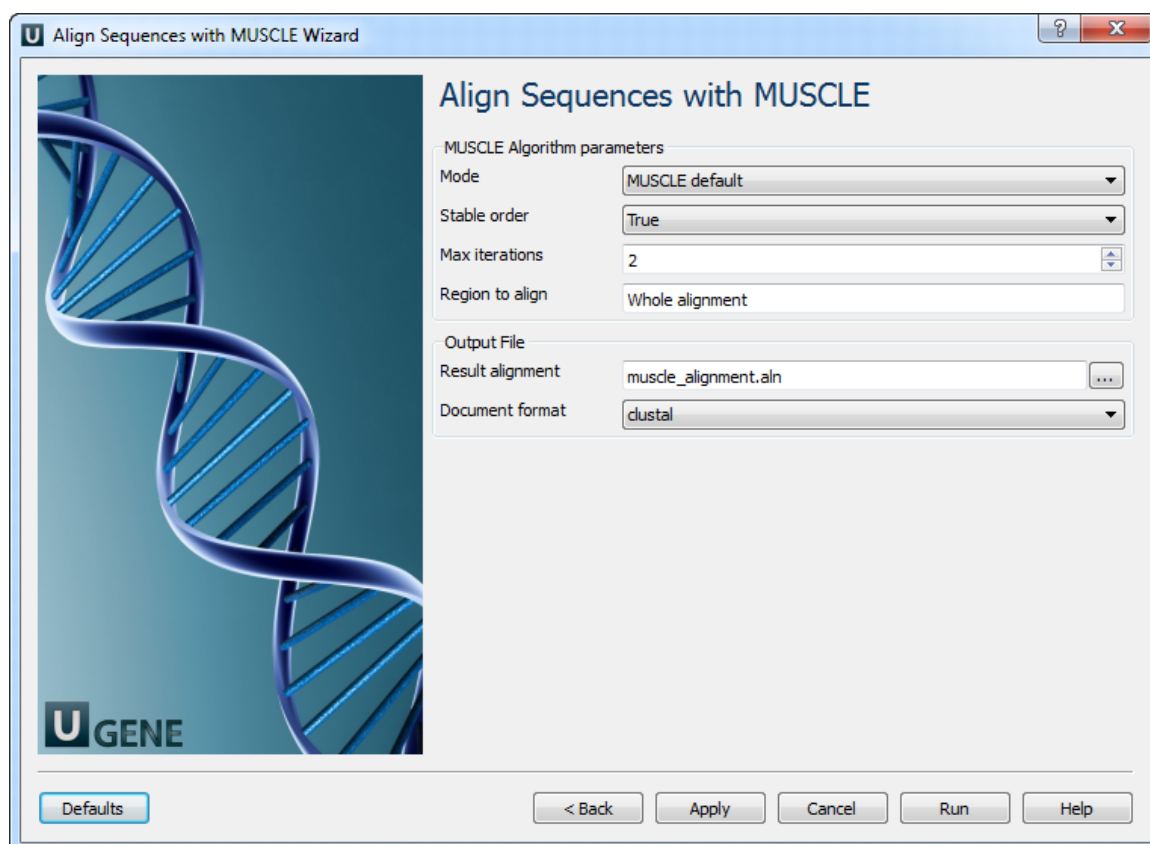 U Align Sequences with MUSCLE Wizard
? X
Align Sequences with MUSCLE
MUSCLE Algorithm parameters
Mode MUSCLE default
Stable order True
Max iterations 2
Region to align Whole alignment
Output File
Result alignment muscle_alignment.aln ...
Document format clustal
U GENE
Defaults < Back Apply Cancel Run Help